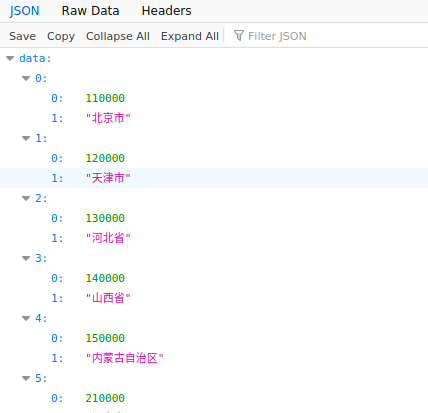 JSON Raw Data Headers
Save Copy Collapse All Expand All Filter JSON
data:
0:
0: 110000
1: "北京市"
1:
0: 120000
1: "天津市"
2:
0: 130000
1: "河北省"
3:
0: 140000
1: "山西省"
4:
0: 150000
1: "内蒙古自治区"
5:
0: 210000